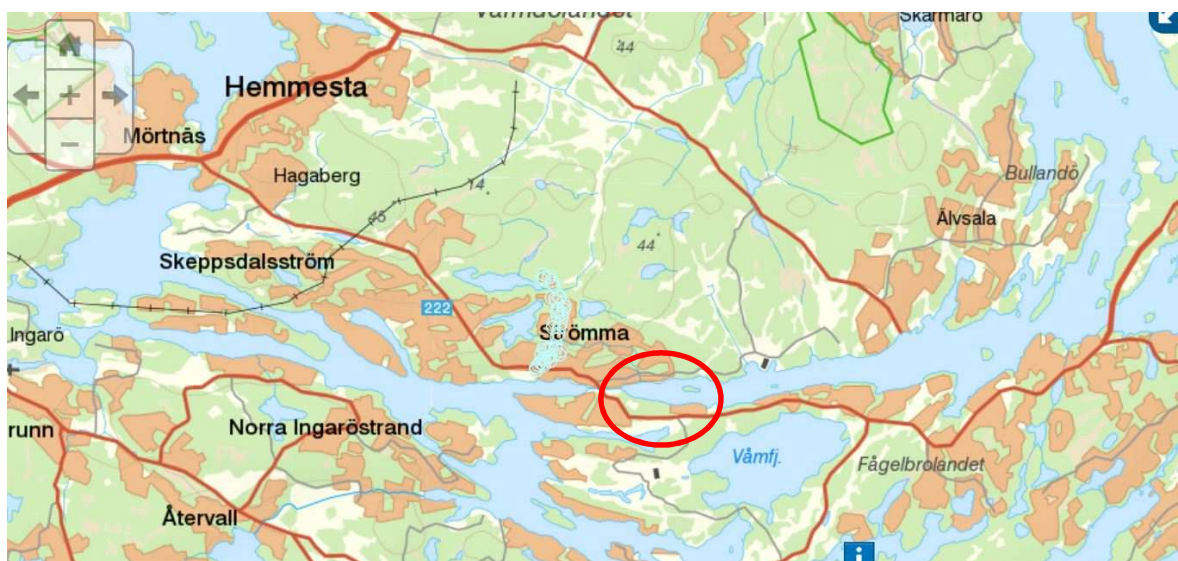 Värmdölandet
Skarmarö
44
Hemmesta
Mörtnäs
Hagaberg
14
45
Bullandö
Älvsala
44
Skeppsdalsström
222
Ingarö
Strömma
runn
Norra Ingaröstrand
Våmfj.
Fågelbrolandet
Återvall
i